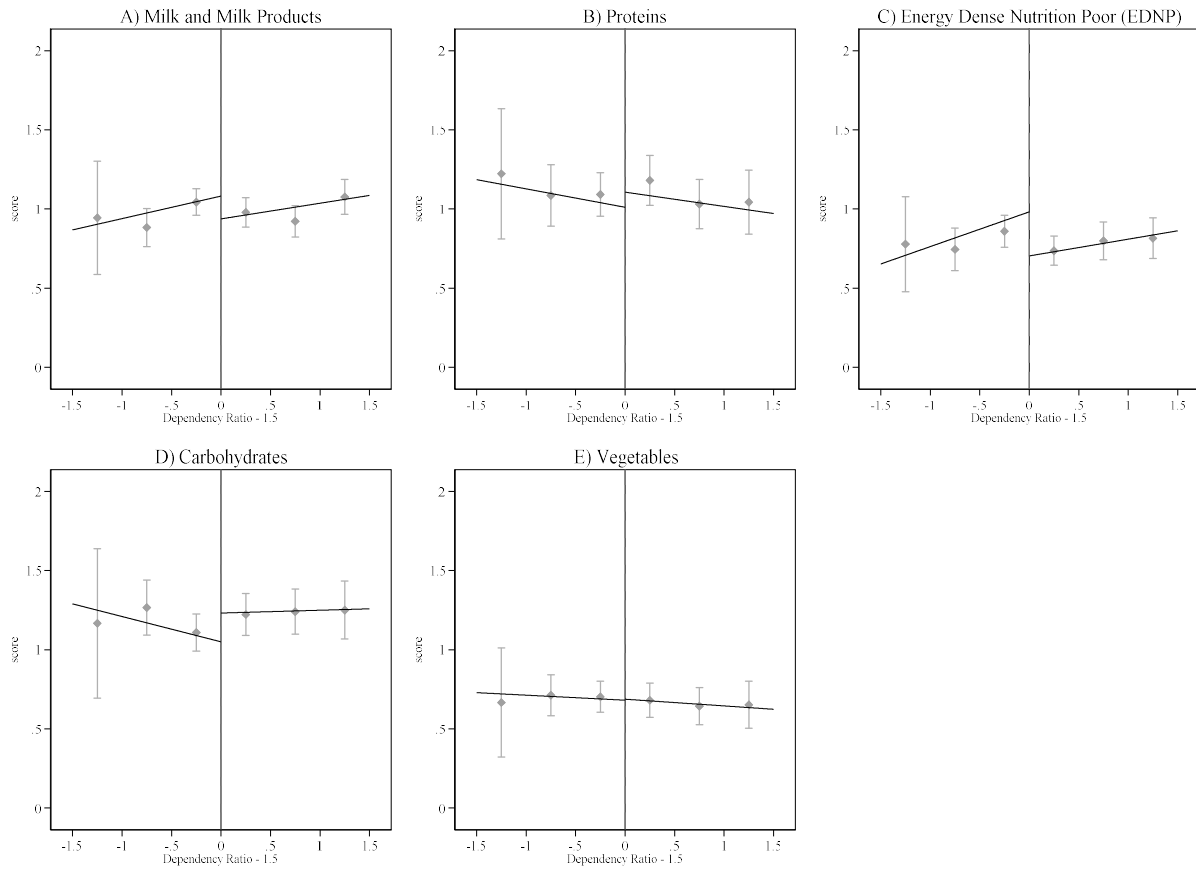 A) Milk and Milk Products
2
1.5
1
.5
0
score
-1.5 -1 -.5 0 .5 1 1.5
Dependency Ratio - 1.5
B) Proteins
2
1.5
1
.5
0
score
-1.5 -1 -.5 0 .5 1 1.5
Dependency Ratio - 1.5
C) Energy Dense Nutrition Poor (EDNP)
2
1.5
1
.5
0
score
-1.5 -1 -.5 0 .5 1 1.5
Dependency Ratio - 1.5
D) Carbohydrates
2
1.5
1
.5
0
score
-1.5 -1 -.5 0 .5 1 1.5
Dependency Ratio - 1.5
E) Vegetables
2
1.5
1
.5
0
score
-1.5 -1 -.5 0 .5 1 1.5
Dependency Ratio - 1.5